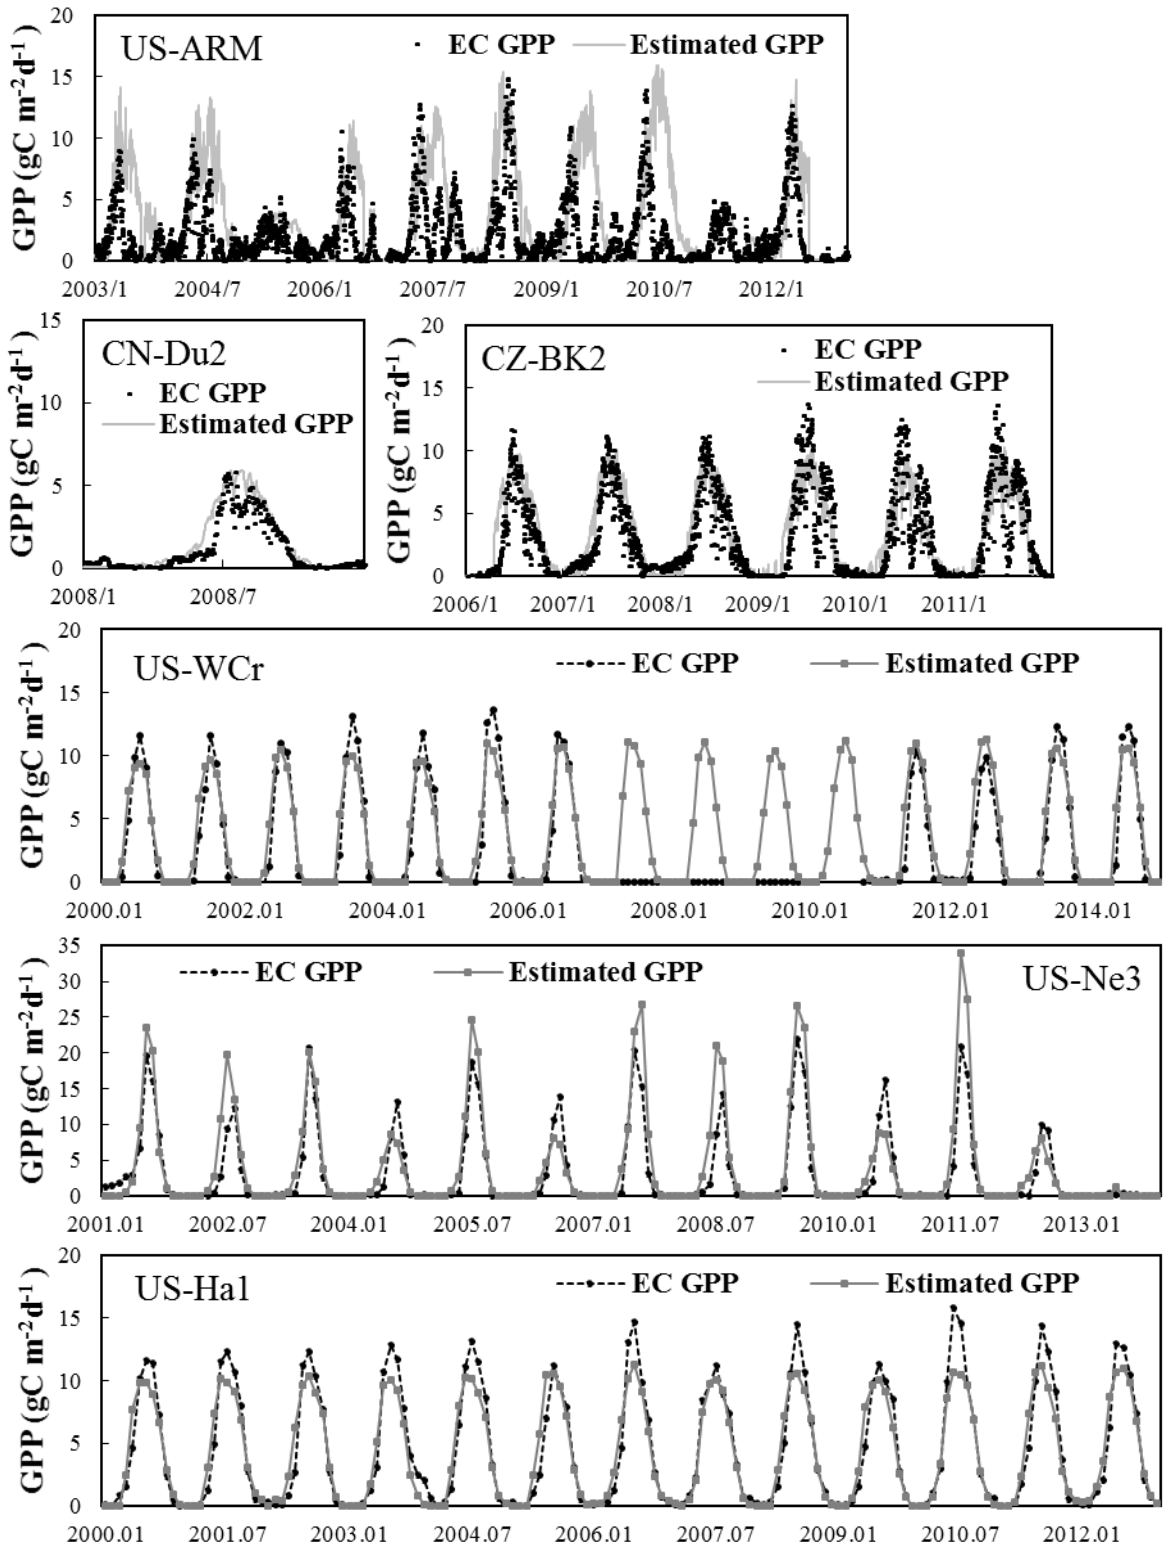 US-ARM
EC GPP
Estimated GPP
GPP (gC m-2d-1 )
20
15
10
5
0
2003/1 2004/7 2006/1 2007/7 2009/1 2010/7 2012/1
CN-Du2
EC GPP
Estimated GPP
GPP (gC m-2d-1 )
15
10
5
0
2008/1 2008/7
CZ-BK2
EC GPP
Estimated GPP
GPP (gC m-2d-1 )
20
15
10
5
0
2006/1 2007/1 2008/1 2009/1 2010/1 2011/1
US-WCr
EC GPP
Estimated GPP
GPP (gC m-2d-1 )
20
15
10
5
0
2000.01 2002.01 2004.01 2006.01 2008.01 2010.01 2012.01 2014.01
EC GPP
Estimated GPP
US-Ne3
GPP (gC m-2d-1 )
35
30
25
20
15
10
5
0
2001.01 2002.07 2004.01 2005.07 2007.01 2008.07 2010.01 2011.07 2013.01
US-Ha1
EC GPP
Estimated GPP
GPP (gC m-2d-1 )
20
15
10
5
0
2000.01 2001.07 2003.01 2004.07 2006.01 2007.07 2009.01 2010.07 2012.01